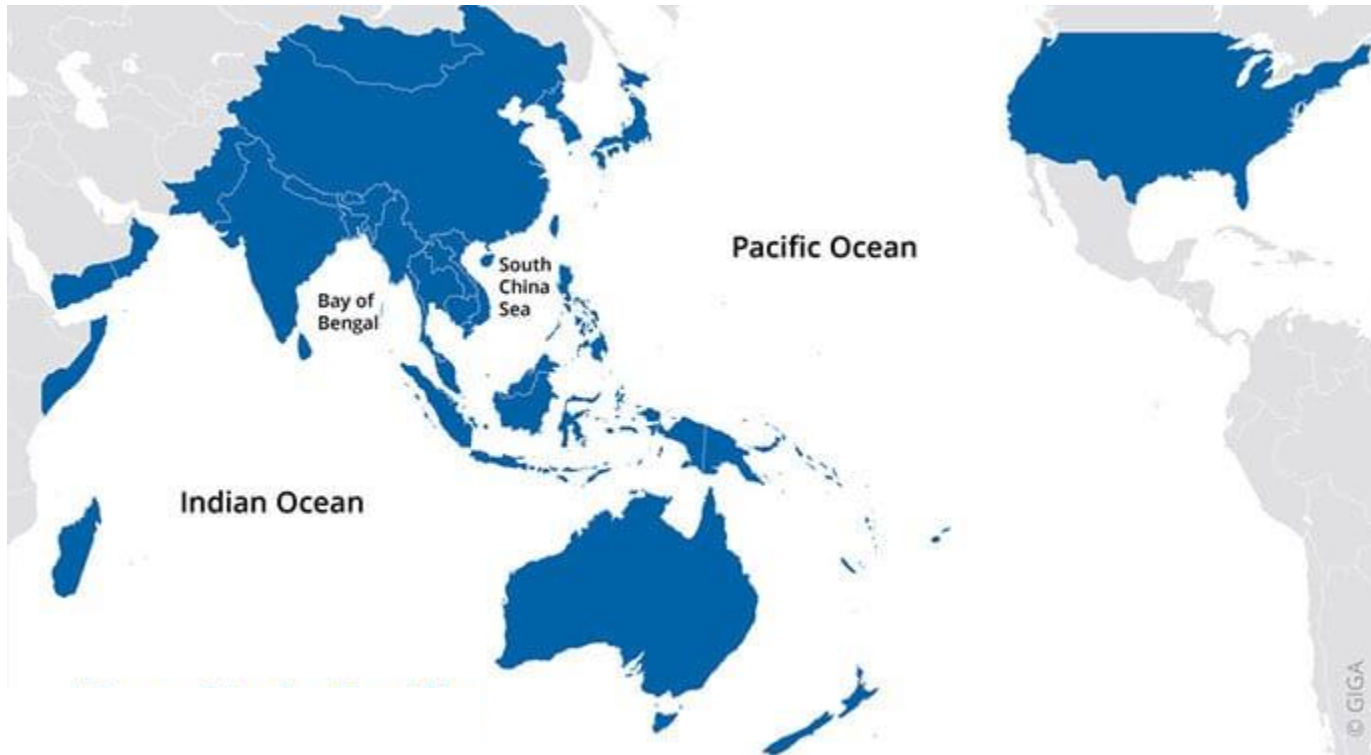 Pacific Ocean
South
China
Sea
Bay of
Bengal
Indian Ocean
© GIGA